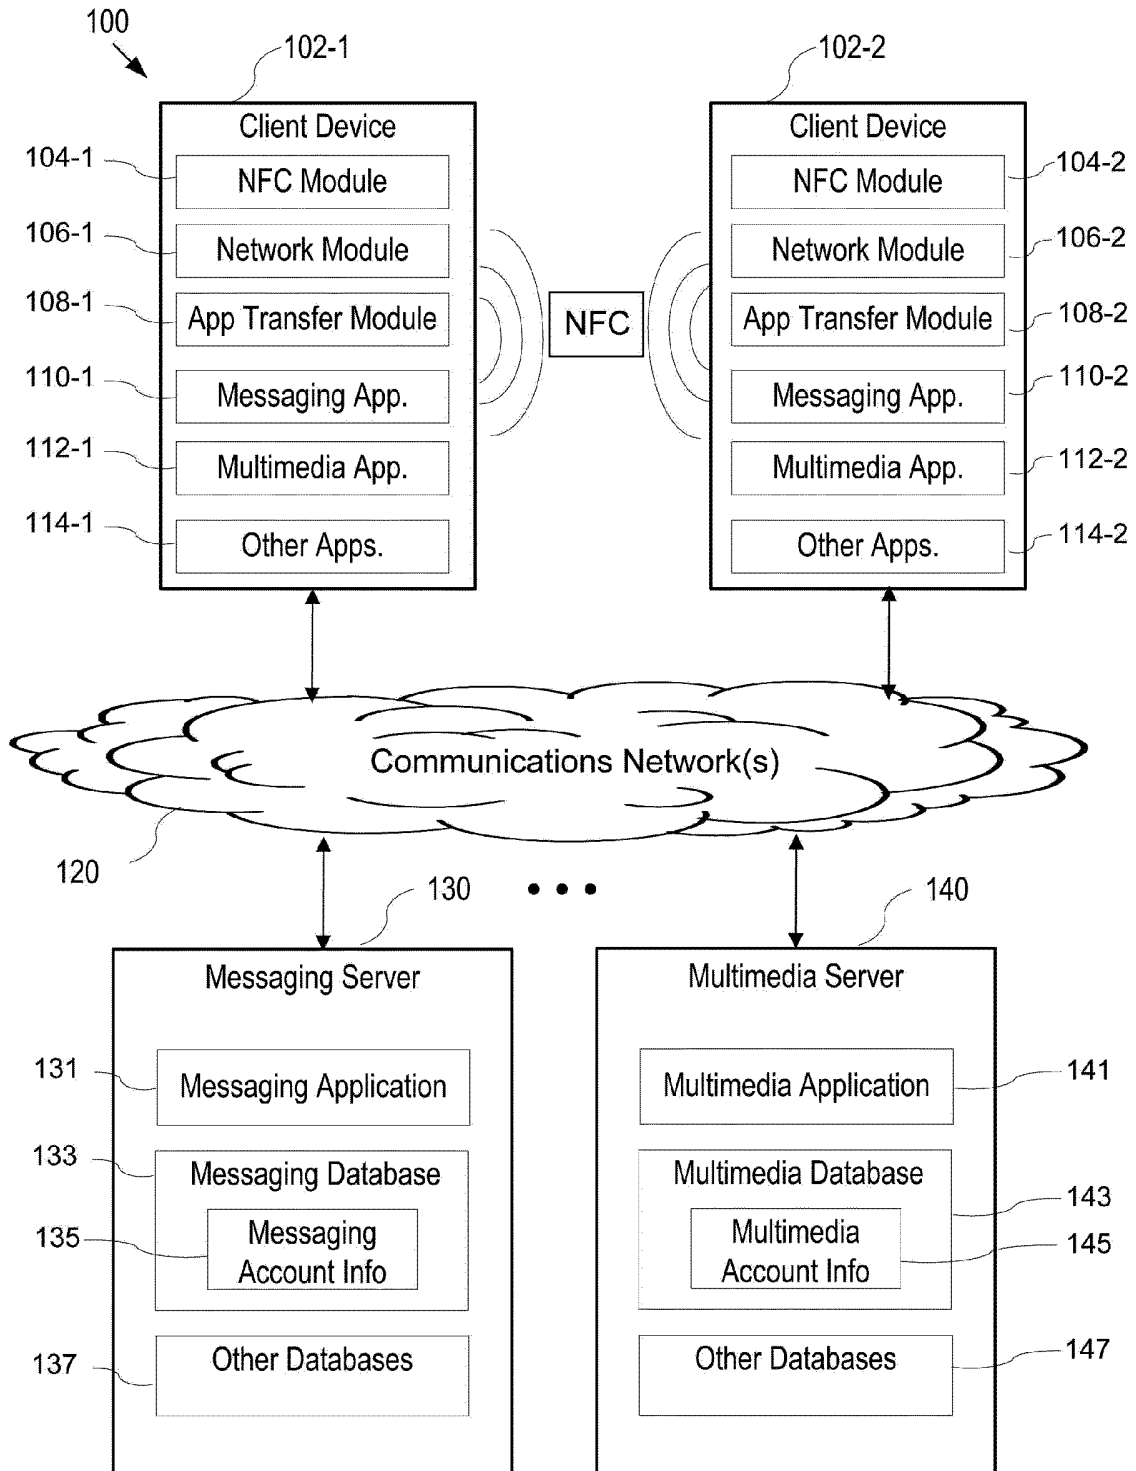 100
102-1
102-2
Client Device
104-1
NFC Module
106-1
Network Module
108-1
App Transfer Module
110-1
Messaging App.
112-1
Multimedia App.
114-1
Other Apps.
NFC
Client Device
NFC Module
104-2
Network Module
106-2
App Transfer Module
108-2
Messaging App.
110-2
Multimedia App.
112-2
Other Apps.
114-2
Communications Network(s)
120
130
140
Messaging Server
131
Messaging Application
133
Messaging Database
135
Messaging
Account Info
137
Other Databases
Multimedia Server
Multimedia Application
141
Multimedia Database
143
Multimedia
Account Info
145
Other Databases
147